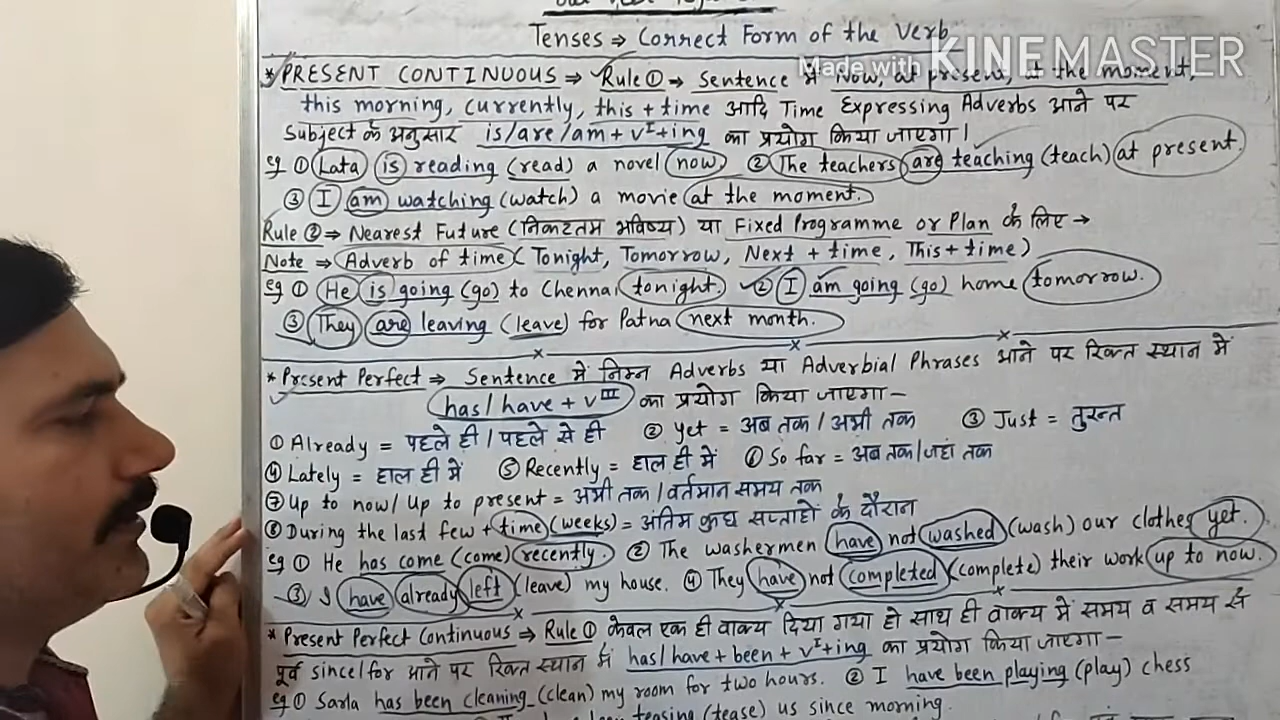 Tenses ⇒ Correct Form of the Verb
Made with KINEMASTER
* PRESENT CONTINUOUS ⇒ Rule ① → Sentence में Now, at present, at the moment,
this morning, currently, this + time आदि Time Expressing Adverbs आने पर
Subject के अनुसार is/are/am + V^I + ing का प्रयोग किया जाएगा।
eg ① Lata is reading (read) a novel now ② The teachers are teaching (teach) at present.
③ I am watching (watch) a movie at the moment.
Rule ② ⇒ Nearest Future (निकटतम भविष्य) या Fixed Programme or Plan के लिए →
Note ⇒ Adverb of time (Tonight, Tomorrow, Next + time, This + time)
eg ① He is going (go) to Chennai tonight. ② I am going (go) home tomorrow.
③ They are leaving (leave) for Patna next month.
* Present Perfect ⇒ Sentence में निम्न Adverbs या Adverbial Phrases आने पर रिक्त स्थान में
has/have + V^III का प्रयोग किया जाएगा—
① Already = पहले ही / पहले से ही ② Yet = अब तक / अभी तक ③ Just = तुरन्त
④ Lately = हाल ही में ⑤ Recently = हाल ही में ⑥ So far = अब तक/जहां तक
⑦ Up to now/ Up to present = अभी तक/वर्तमान समय तक
⑧ During the last few + time (weeks) = अंतिम कुछ सप्ताहों के दौरान
eg ① He has come (come) recently. ② The washermen have not washed (wash) our clothes yet.
③ I have already left (leave) my house. ④ They have not completed (complete) their work up to now.
* Present Perfect Continuous ⇒ Rule ① केवल एक ही वाक्य दिया गया हो साथ ही वाक्य में समय व समय से
पूर्व since/for आने पर रिक्त स्थान में has/have + been + V^I + ing का प्रयोग किया जाएगा—
eg ① Sarla has been cleaning (clean) my room for two hours. ② I have been playing (play) chess
teasing (tease) us since morning.